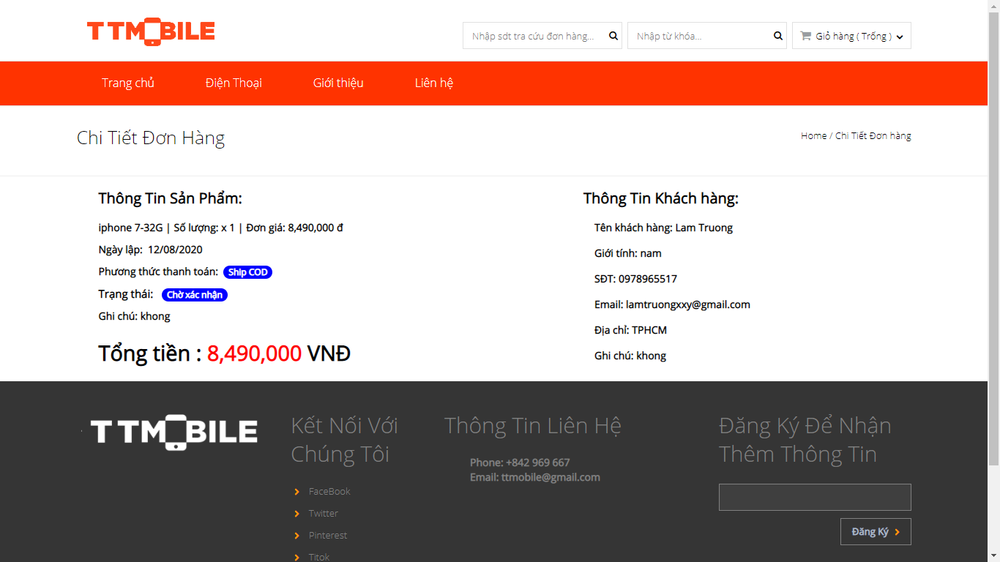 TTMOBILE
Nhập sdt tra cứu đơn hàng...
Nhập từ khóa...
Giỏ hàng ( Trống )
Trang chủ
Điện Thoại
Giới thiệu
Liên hệ
Chi Tiết Đơn Hàng
Home / Chi Tiết Đơn hàng
Thông Tin Sản Phẩm:
iphone 7-32G | Số lượng: x 1 | Đơn giá: 8,490,000 đ
Ngày lập: 12/08/2020
Phương thức thanh toán: Ship COD
Trạng thái: Chờ xác nhận
Ghi chú: khong
Tổng tiền : 8,490,000 VNĐ
Thông Tin Khách hàng:
Tên khách hàng: Lam Truong
Giới tính: nam
SĐT: 0978965517
Email: lamtruongxxy@gmail.com
Địa chỉ: TPHCM
Ghi chú: khong
TTMOBILE
Kết Nối Với
Chúng Tôi
FaceBook
Twitter
Pinterest
Titok
Thông Tin Liên Hệ
Phone: +842 969 667
Email: ttmobile@gmail.com
Đăng Ký Để Nhận
Thêm Thông Tin
Đăng Ký